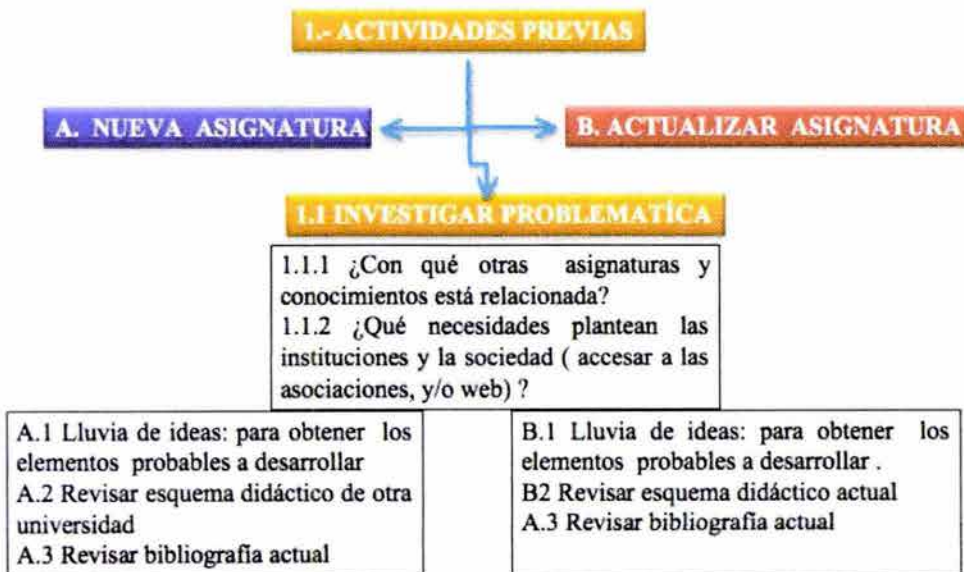 1.- ACTIVIDADES PREVIAS
A. NUEVA ASIGNATURA
B. ACTUALIZAR ASIGNATURA
1.1 INVESTIGAR PROBLEMATÍCA
1.1.1 ¿Con qué otras asignaturas y
conocimientos está relacionada?
1.1.2 ¿Qué necesidades plantean las
instituciones y la sociedad ( accesar a las
asociaciones, y/o web) ?
A.1 Lluvia de ideas: para obtener los
elementos probables a desarrollar
A.2 Revisar esquema didáctico de otra
universidad
A.3 Revisar bibliografía actual
B.1 Lluvia de ideas: para obtener los
elementos probables a desarrollar .
B2 Revisar esquema didáctico actual
A.3 Revisar bibliografía actual